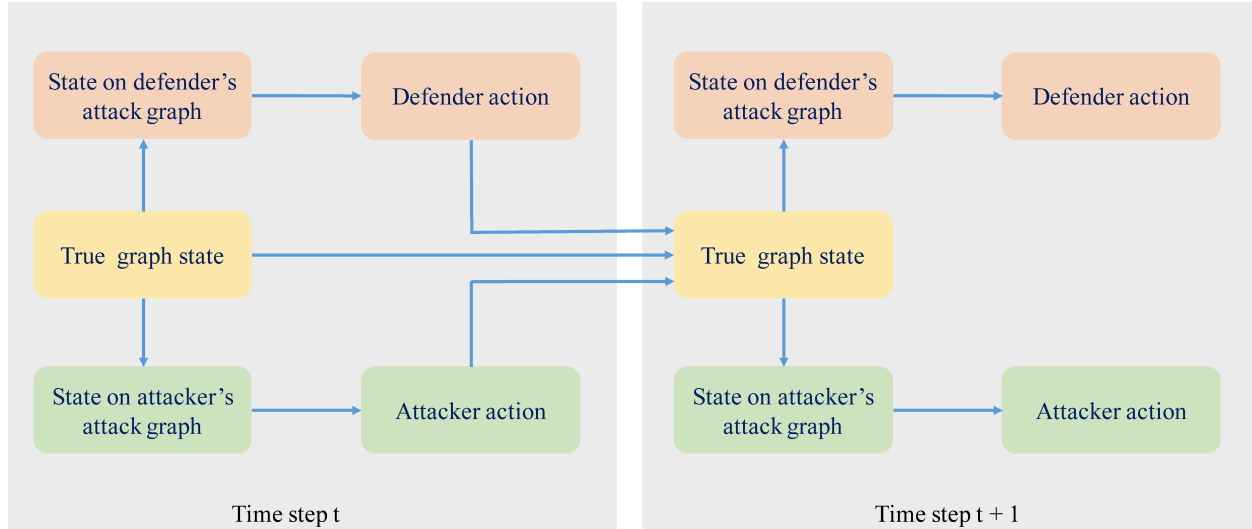 State on defender's
attack graph
Defender action
True graph state
State on attacker's
attack graph
Attacker action
Time step t
State on defender's
attack graph
Defender action
True graph state
State on attacker's
attack graph
Attacker action
Time step t + 1